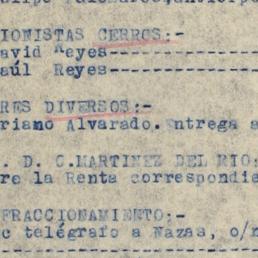 IONISTAS CERROS:-
avid Reyes-----------------
aúl Reyes-----------------
RES DIVERSOS:-
riano Alvarado.Entrega a
. D. C.MARTINEZ DEL RIO:
re la Renta correspondie
FRACCIONAMIENTO:-
c telégrafo a Nazas, o/